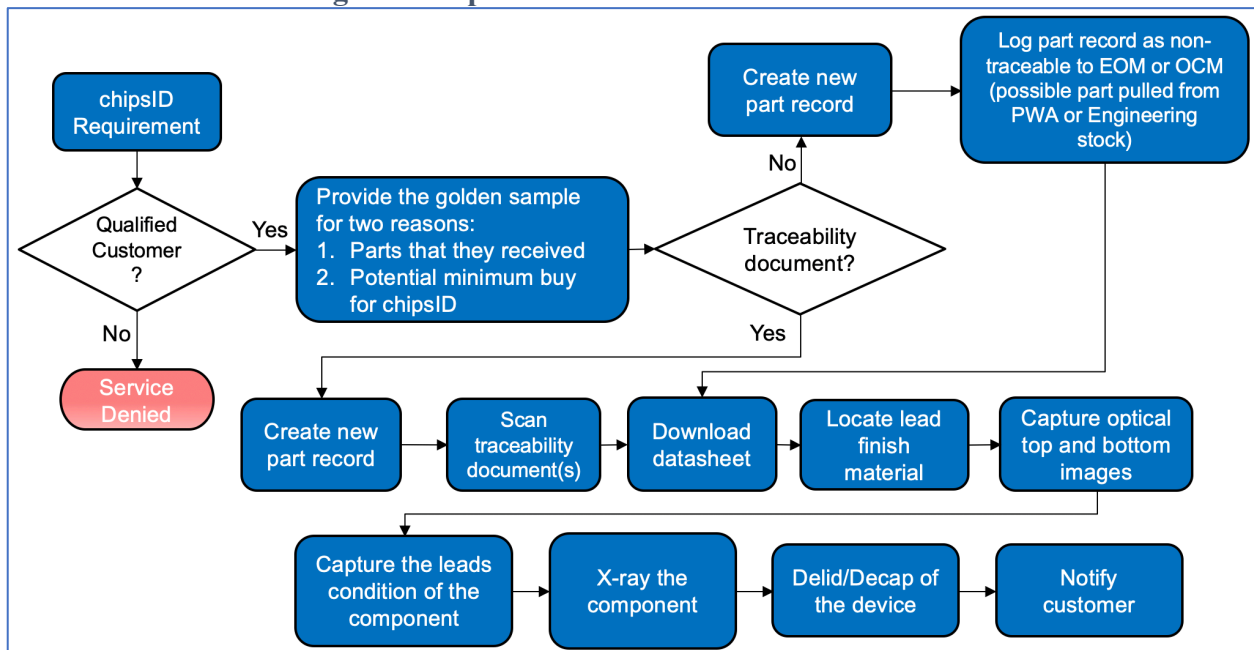 chipsID
Requirement
Qualified
Customer
?
Yes
No
Service
Denied
Provide the golden sample
for two reasons:
1. Parts that they received
2. Potential minimum buy
for chipsID
Traceability
document?
No
Create new
part record
Log part record as non-
traceable to EOM or OCM
(possible part pulled from
PWA or Engineering
stock)
Yes
Create new
part record
Scan
traceability
document(s)
Download
datasheet
Locate lead
finish
material
Capture optical
top and bottom
images
Capture the leads
condition of the
component
X-ray the
component
Delid/Decap of
the device
Notify
customer